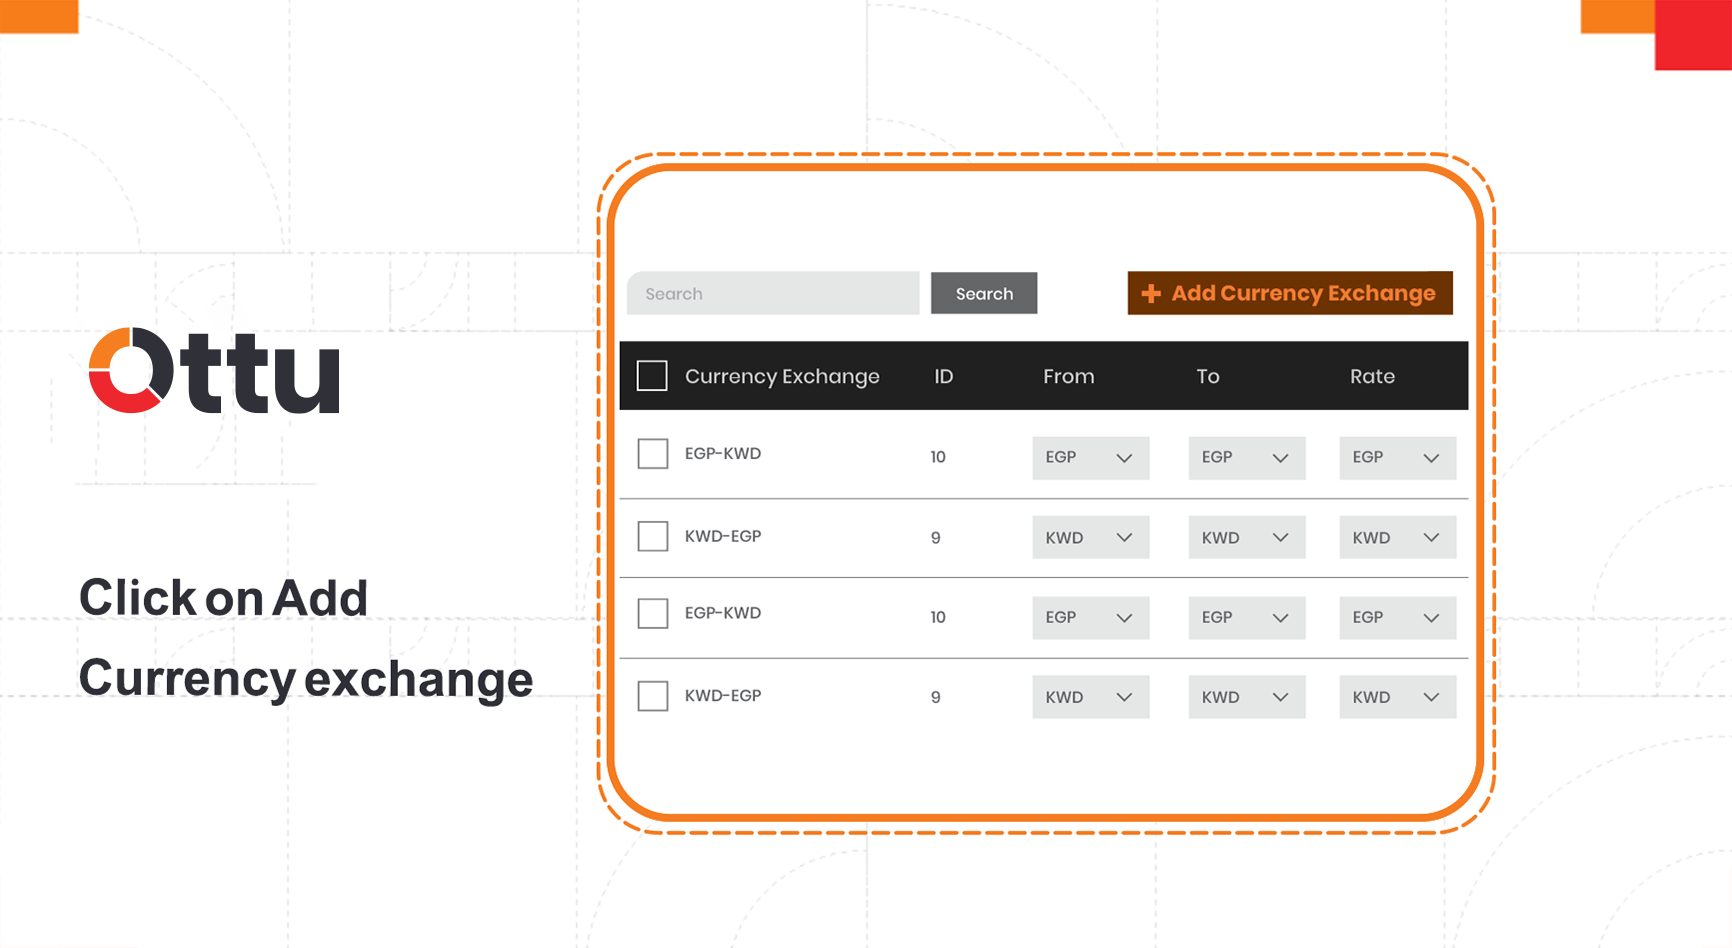 Ottu
Click on Add
Currency exchange
Search Search + Add Currency Exchange
Currency Exchange ID From To Rate
EGP-KWD 10 EGP EGP EGP
KWD-EGP 9 KWD KWD KWD
EGP-KWD 10 EGP EGP EGP
KWD-EGP 9 KWD KWD KWD